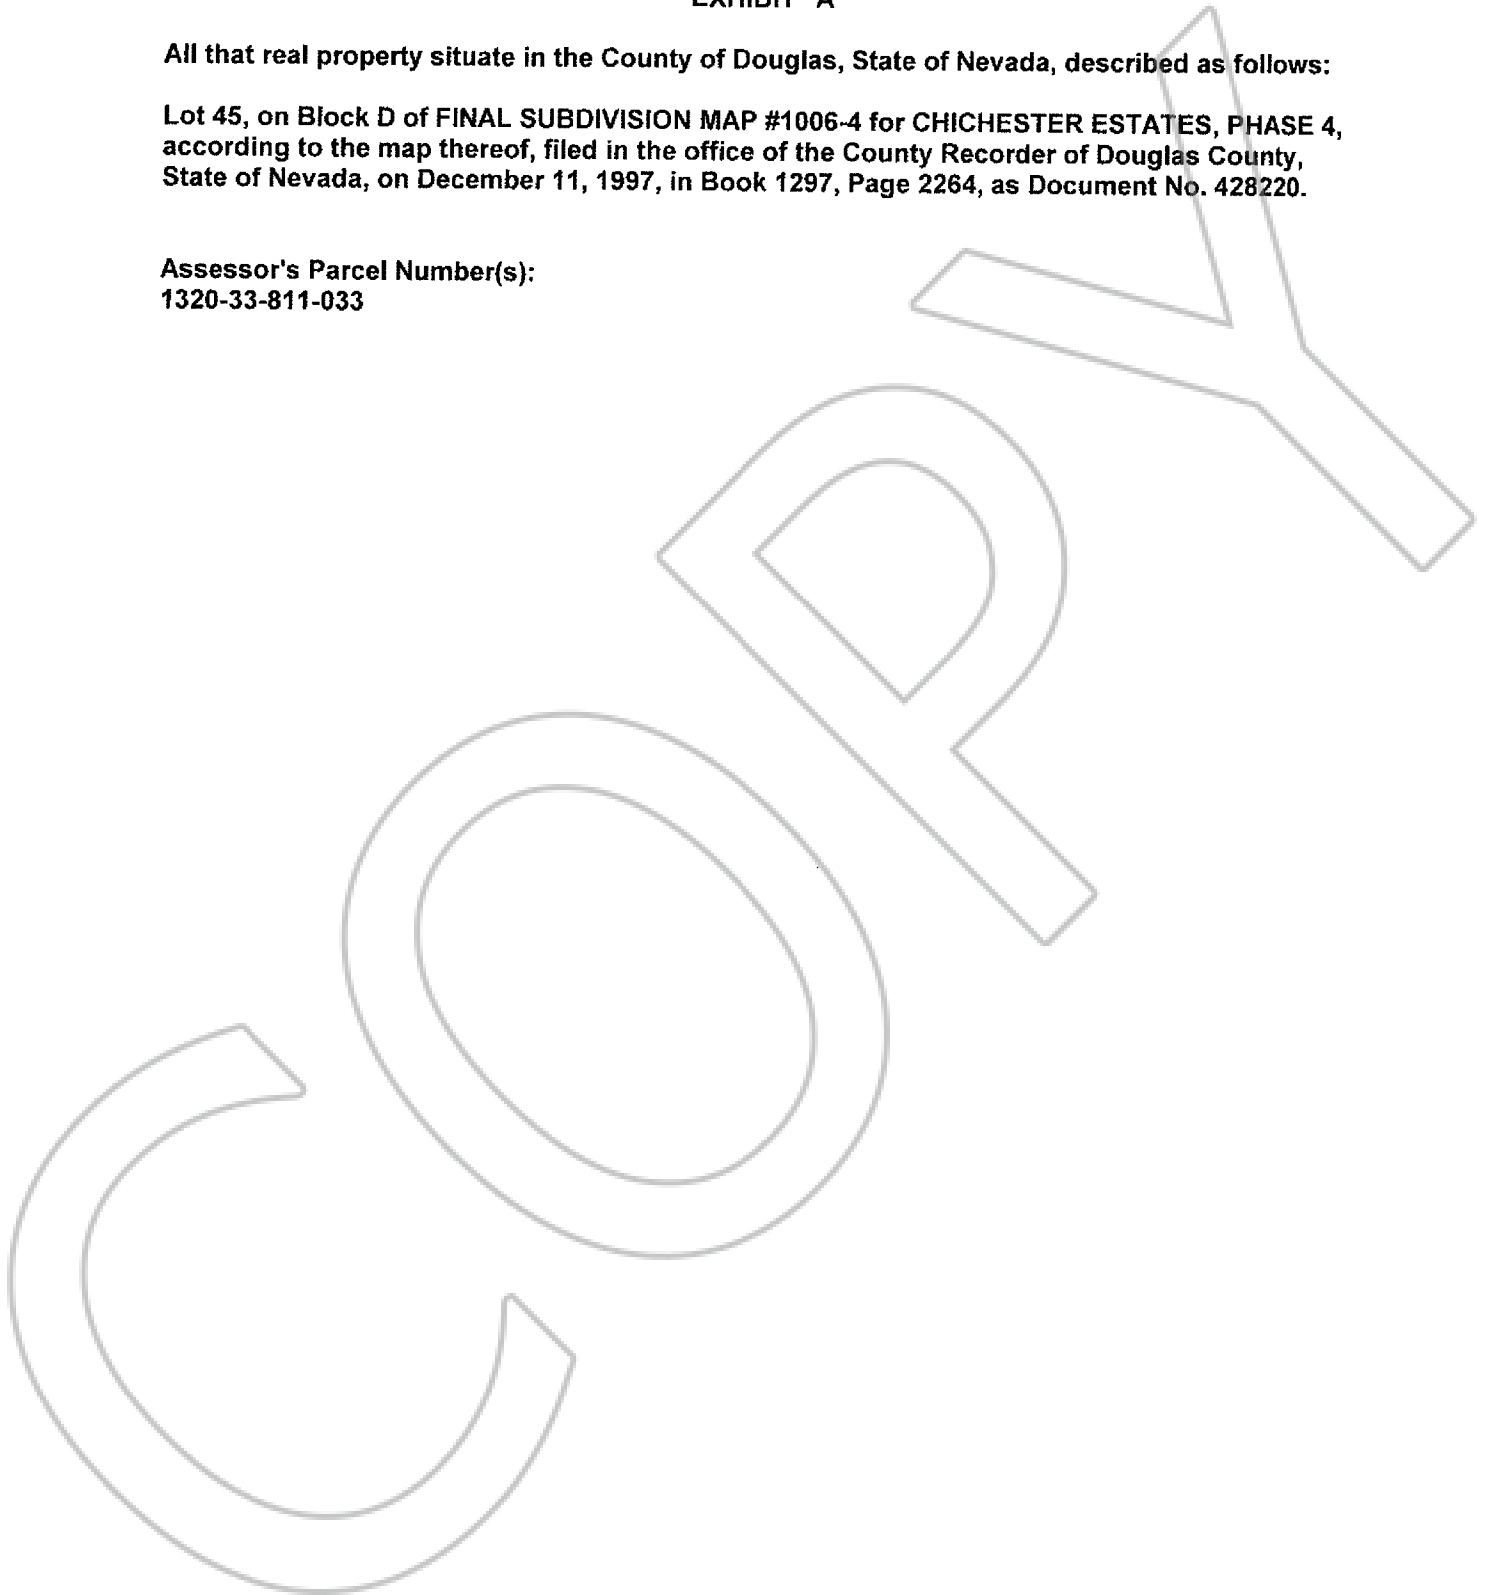 EXHIBIT "A"
All that real property situate in the County of Douglas, State of Nevada, described as follows:
Lot 45, on Block D of FINAL SUBDIVISION MAP #1006-4 for CHICHESTER ESTATES, PHASE 4,
according to the map thereof, filed in the office of the County Recorder of Douglas County,
State of Nevada, on December 11, 1997, in Book 1297, Page 2264, as Document No. 428220.
Assessor's Parcel Number(s):
1320-33-811-033
COPY